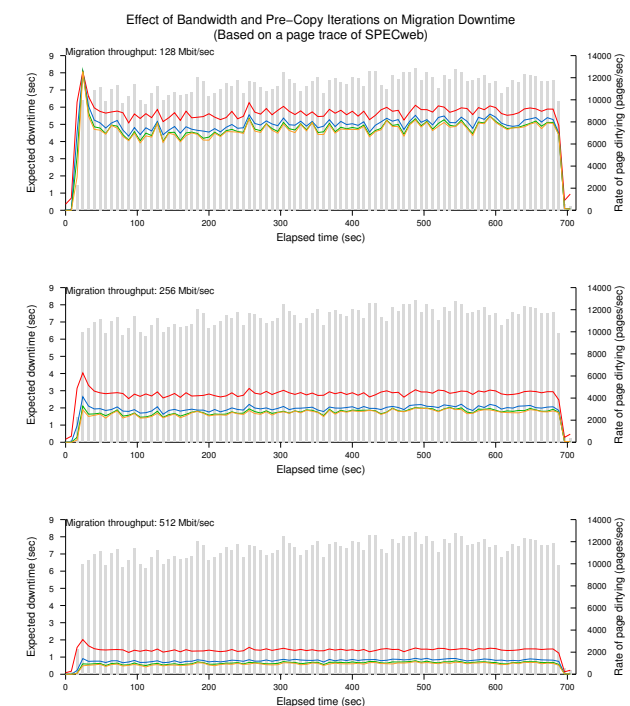 Effect of Bandwidth and Pre−Copy Iterations on Migration Downtime
(Based on a page trace of SPECweb)
Migration throughput: 128 Mbit/sec
Expected downtime (sec)
0 1 2 3 4 5 6 7 8 9
Rate of page dirtying (pages/sec)
0 2000 4000 6000 8000 10000 12000 14000
0 100 200 300 400 500 600 700
Elapsed time (sec)
Migration throughput: 256 Mbit/sec
Expected downtime (sec)
0 1 2 3 4 5 6 7 8 9
Rate of page dirtying (pages/sec)
0 2000 4000 6000 8000 10000 12000 14000
0 100 200 300 400 500 600 700
Elapsed time (sec)
Migration throughput: 512 Mbit/sec
Expected downtime (sec)
0 1 2 3 4 5 6 7 8 9
Rate of page dirtying (pages/sec)
0 2000 4000 6000 8000 10000 12000 14000
0 100 200 300 400 500 600 700
Elapsed time (sec)